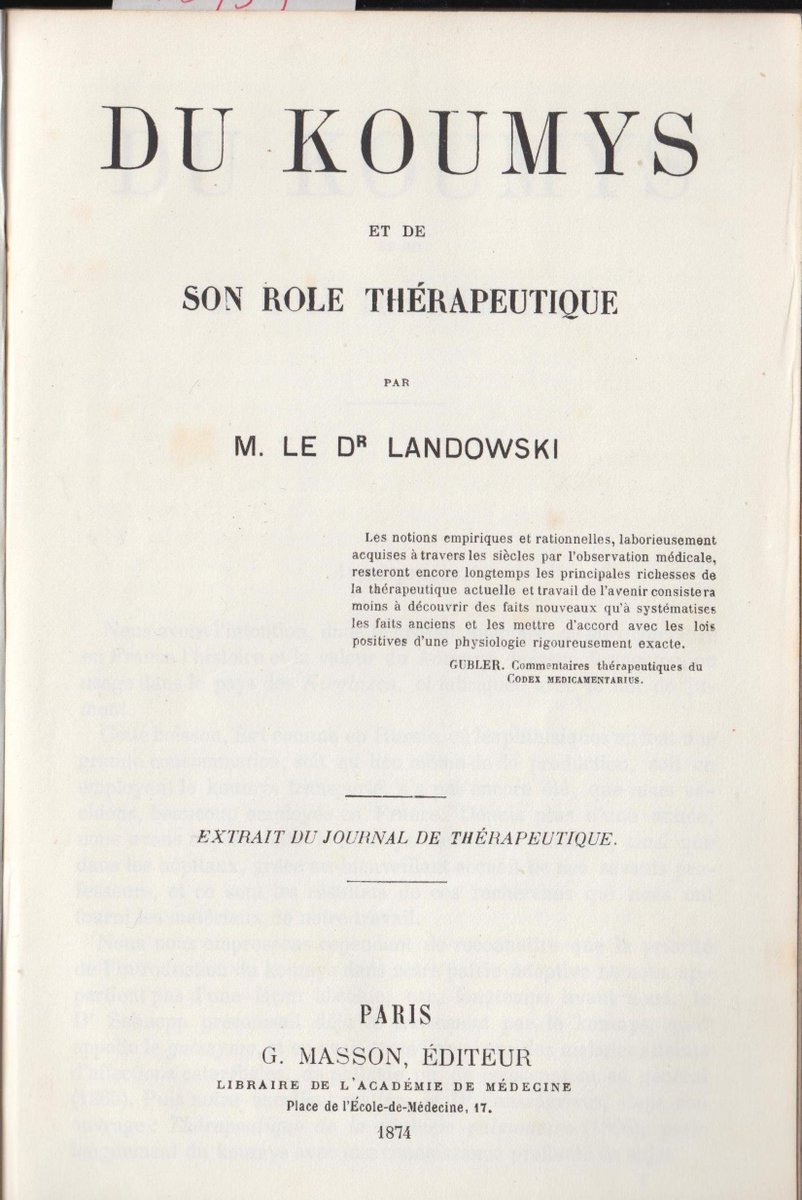 DU KOUMYS
ET DE
SON ROLE THÉRAPEUTIQUE
PAR
M. LE DR LANDOWSKI
Les notions empiriques et rationnelles, laborieusement
acquises à travers les siècles par l'observation médicale,
resteront encore longtemps les principales richesses de
la thérapeutique actuelle et travail de l'avenir consistera
moins à découvrir des faits nouveaux qu'à systématises
les faits anciens et les mettre d'accord avec les lois
positives d'une physiologie rigoureusement exacte.
GUBLER. Commentaires thérapeutiques du
CODEX MEDICAMENTARIUS.
EXTRAIT DU JOURNAL DE THÉRAPEUTIQUE.
PARIS
G. MASSON, ÉDITEUR
LIBRAIRE DE L'ACADÉMIE DE MÉDECINE
Place de l'École-de-Médecine, 17.
1874